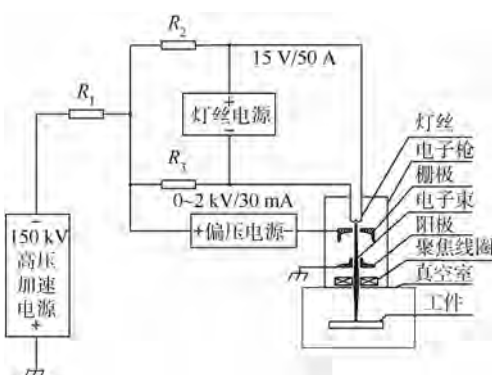 R2
15 V/50 A
R1
+
灯丝电源
−
R3
0~2 kV/30 mA
+偏压电源−
−
150 kV
高压
加速
电源
+
灯丝
电子枪
栅极
电子束
阳极
聚焦线圈
真空室
工件